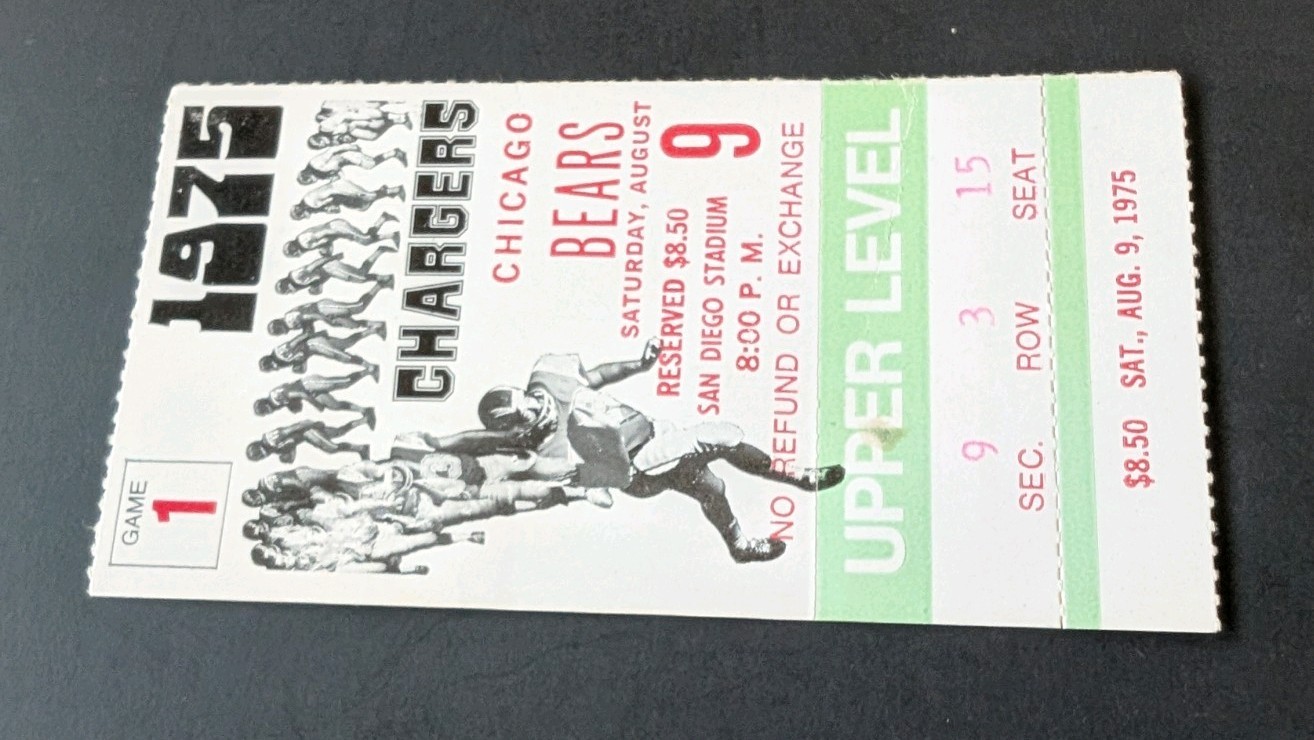 GAME
1
1975
CHARGERS
CHICAGO
BEARS
SATURDAY, AUGUST
9
RESERVED $8.50
SAN DIEGO STADIUM
8:00 P. M.
NO REFUND OR EXCHANGE
UPPER LEVEL
9 3 15
SEC. ROW SEAT
$8.50 SAT., AUG. 9, 1975